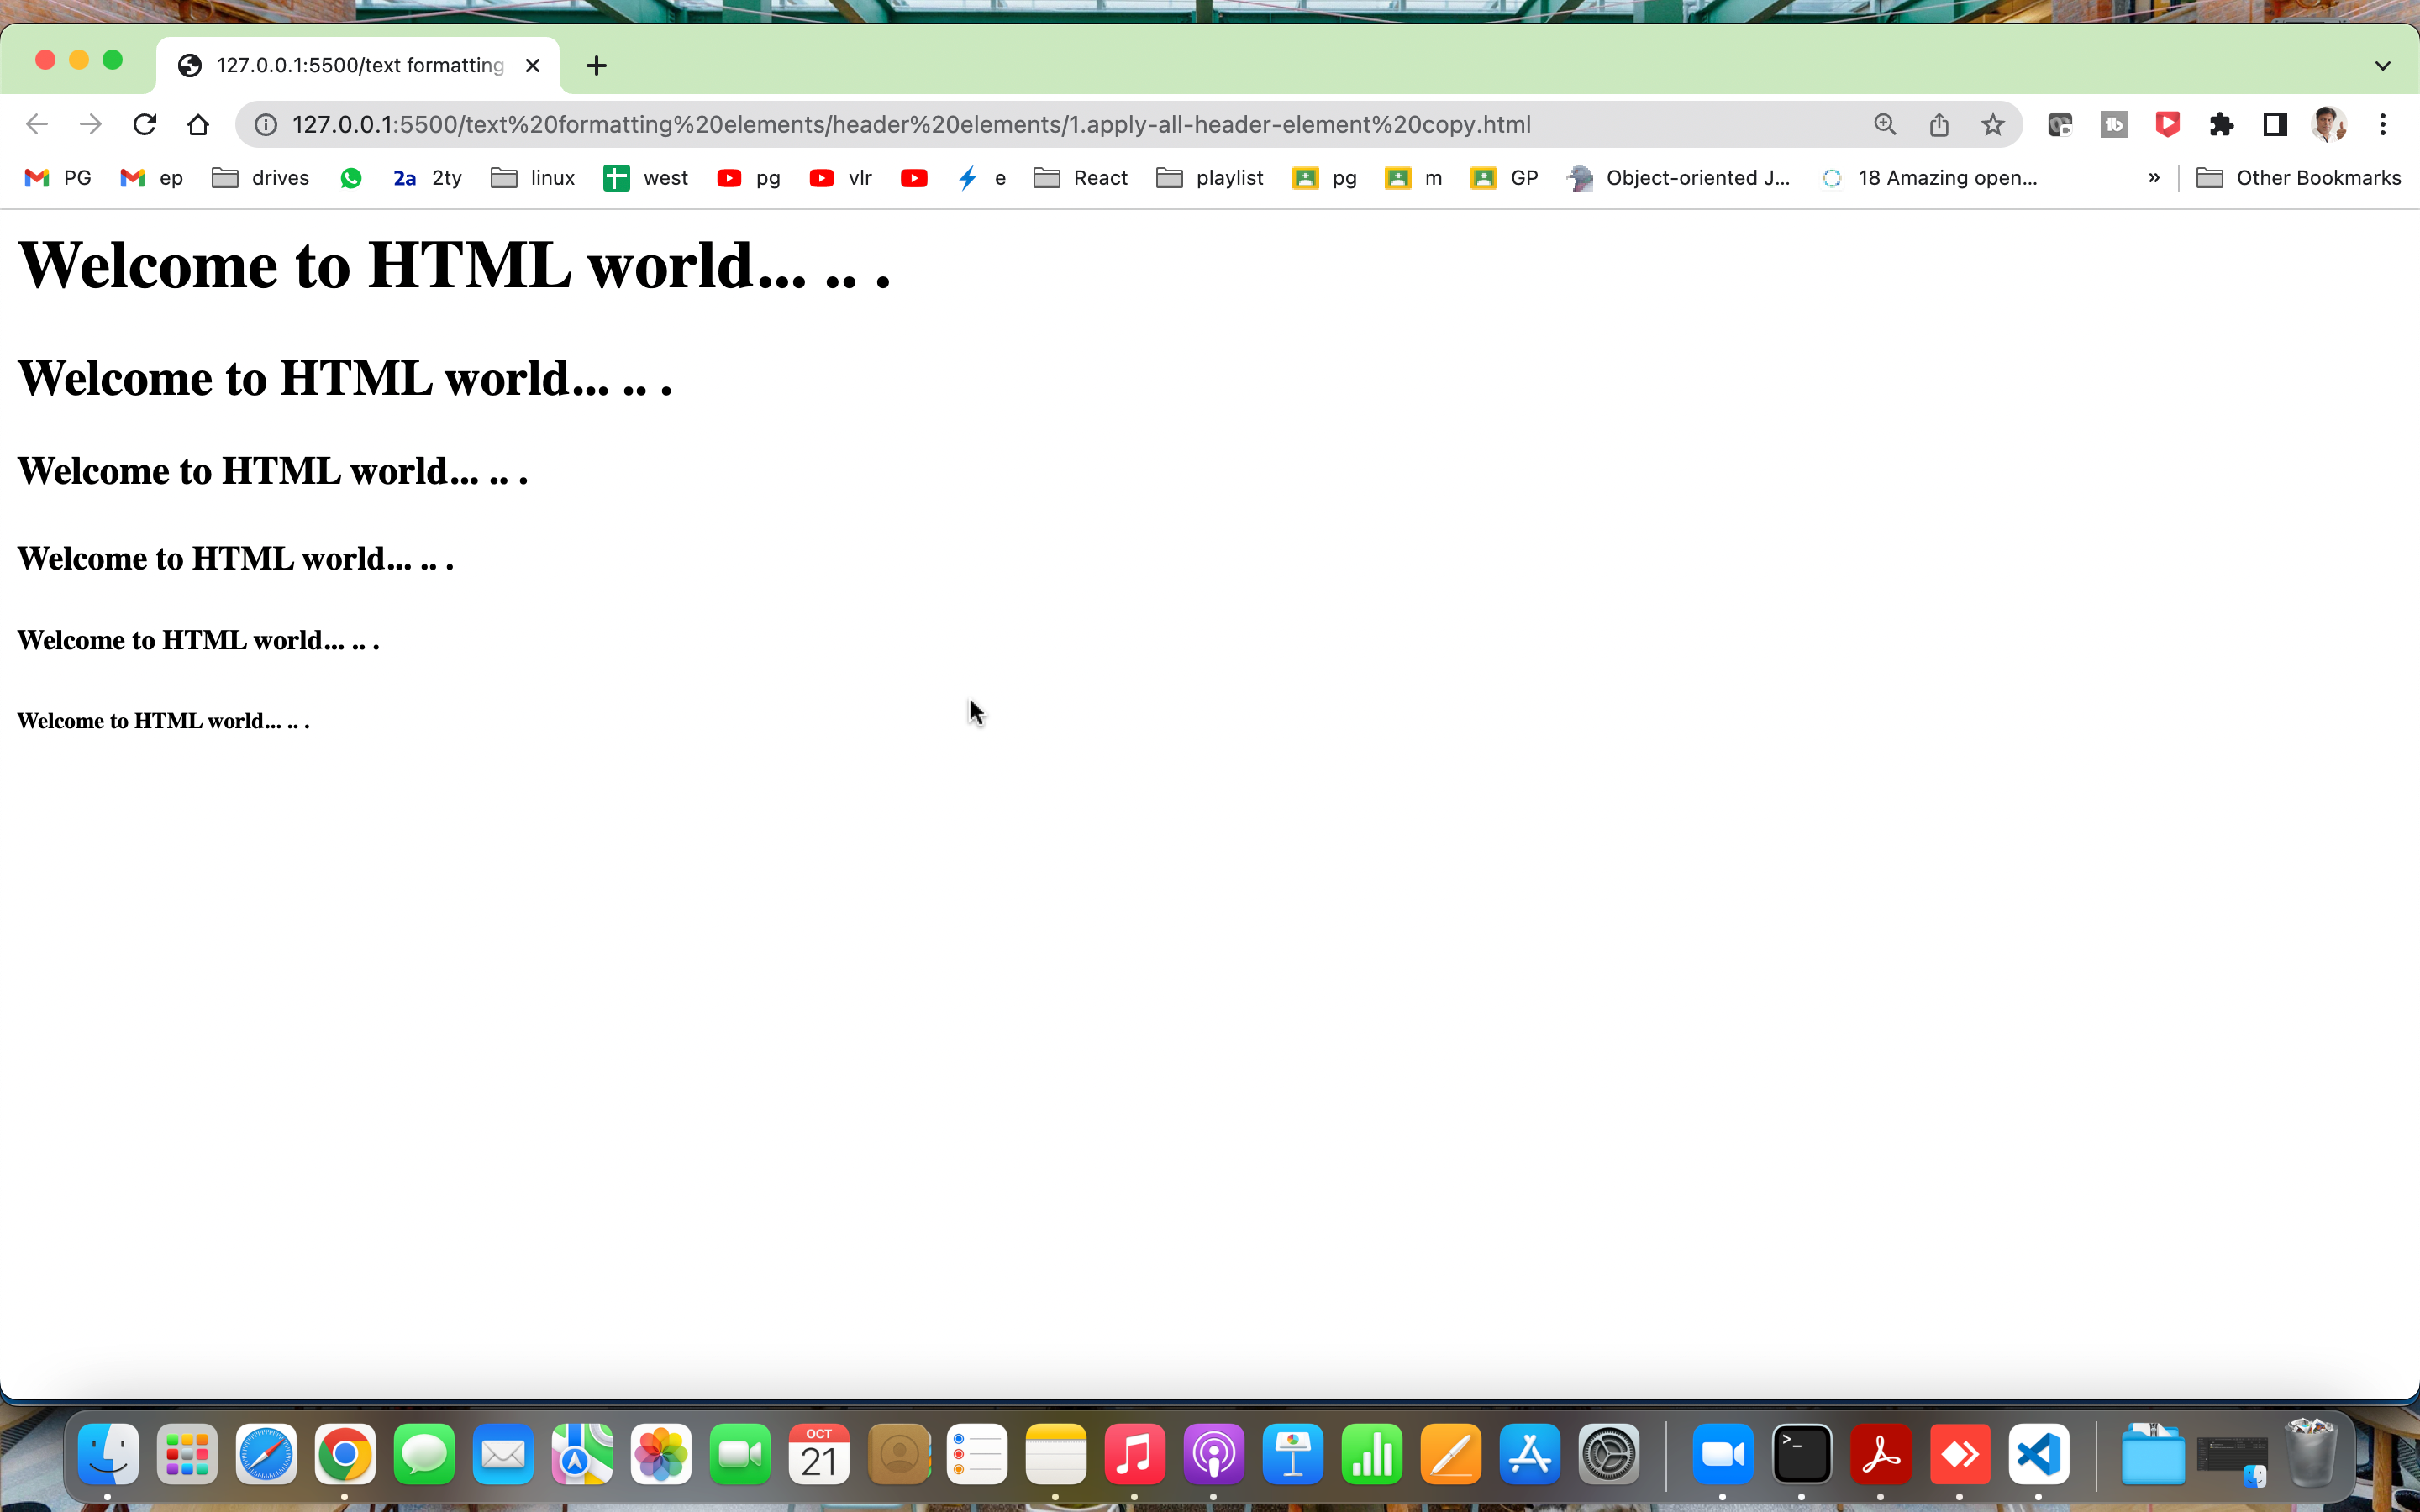 127.0.0.1:5500/text formatting
127.0.0.1:5500/text%20formatting%20elements/header%20elements/1.apply-all-header-element%20copy.html
PG ep drives 2a 2ty linux west pg vlr e React playlist pg m GP Object-oriented J... 18 Amazing open... » Other Bookmarks
Welcome to HTML world... .. .
Welcome to HTML world... .. .
Welcome to HTML world... .. .
Welcome to HTML world... .. .
Welcome to HTML world... .. .
Welcome to HTML world... .. .
OCT
21